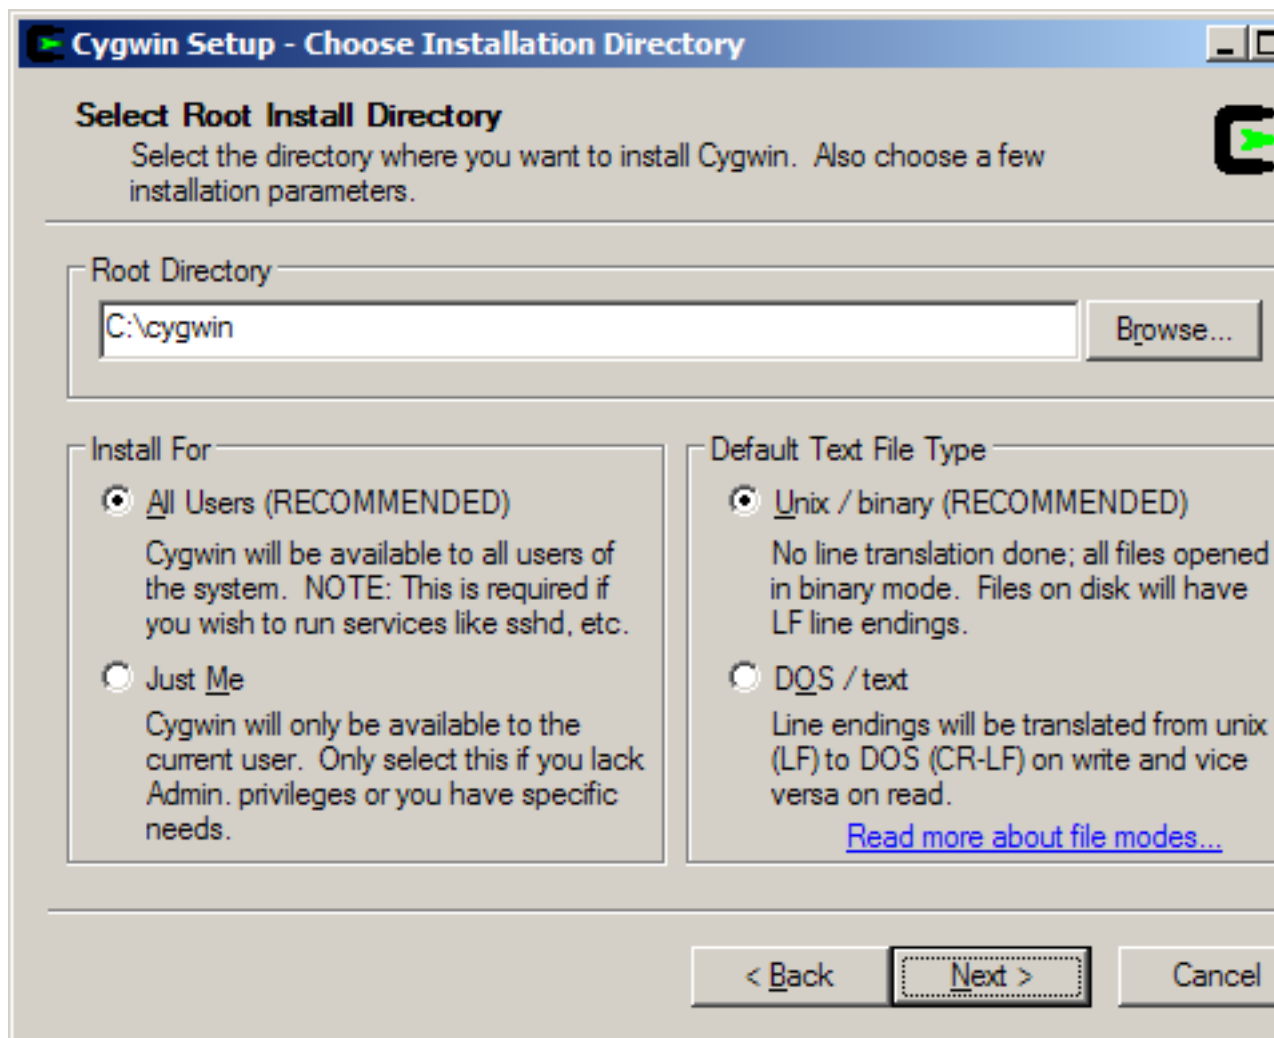 Cygwin Setup - Choose Installation Directory
Select Root Install Directory
Select the directory where you want to install Cygwin.  Also choose a few
installation parameters.
Root Directory
C:\cygwin
Browse...
Install For
All Users (RECOMMENDED)
Cygwin will be available to all users of
the system.  NOTE: This is required if
you wish to run services like sshd, etc.
Just Me
Cygwin will only be available to the
current user.  Only select this if you lack
Admin. privileges or you have specific
needs.
Default Text File Type
Unix / binary (RECOMMENDED)
No line translation done; all files opened
in binary mode.  Files on disk will have
LF line endings.
DOS / text
Line endings will be translated from unix
(LF) to DOS (CR-LF) on write and vice
versa on read.
Read more about file modes...
< Back
Next >
Cancel